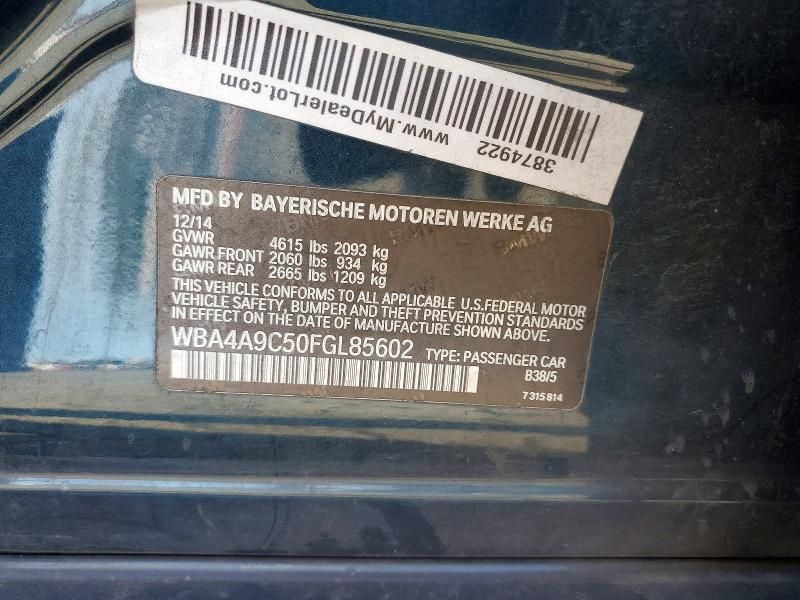 www.MyDealerLot.com
3874922
MFD BY BAYERISCHE MOTOREN WERKE AG
12/14
GVWR 4615 lbs 2093 kg
GAWR FRONT 2060 lbs 934 kg
GAWR REAR 2665 lbs 1209 kg
THIS VEHICLE CONFORMS TO ALL APPLICABLE U.S.FEDERAL MOTOR
VEHICLE SAFETY, BUMPER AND THEFT PREVENTION STANDARDS
IN EFFECT ON THE DATE OF MANUFACTURE SHOWN ABOVE.
WBA4A9C50FGL85602 TYPE: PASSENGER CAR
B38/5
7315814